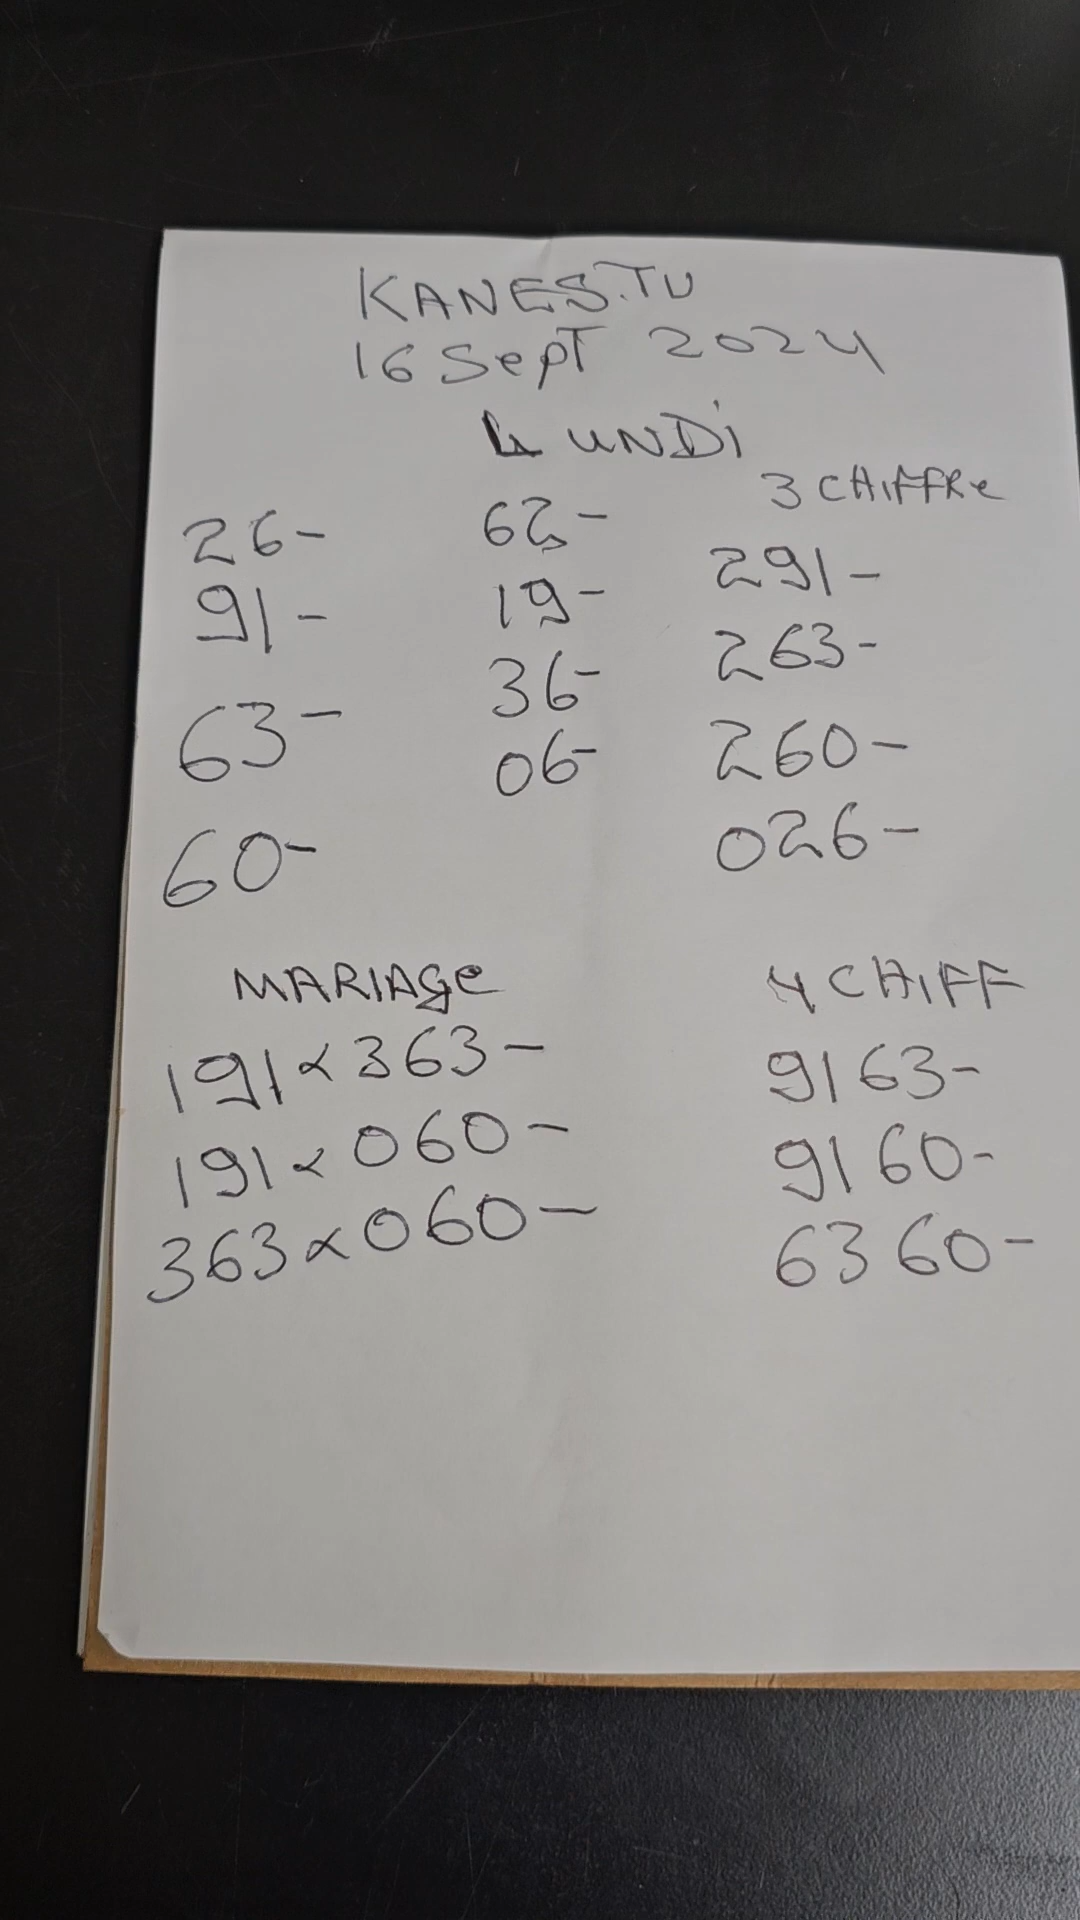 KANES.TV
16 Sept 2024
LUNDi
26-
91-
63-
60-
62-
19-
36-
06-
3 CHiFFRe
291-
263-
260-
026-
MARIAge
191x363-
191x060-
363x060-
4 CHiFF
9163-
9160-
6360-